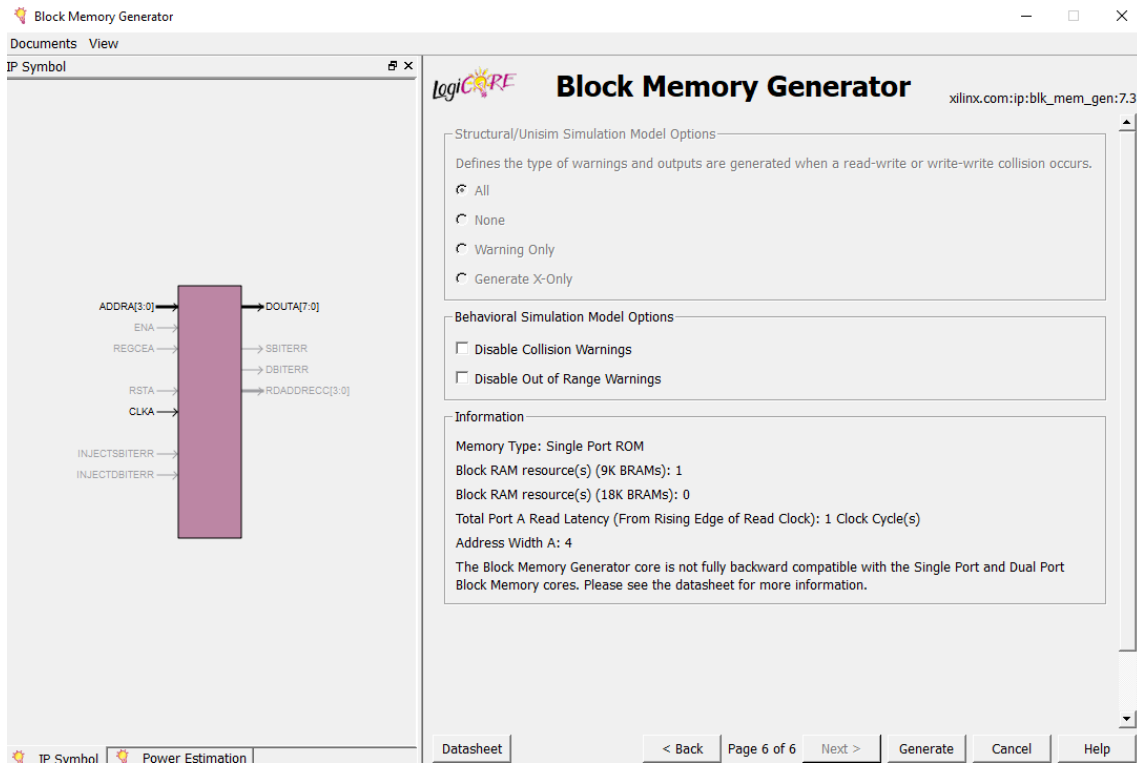 Block Memory Generator
Documents View
IP Symbol
ADDRA[3:0]
DOUTA[7:0]
ENA
REGCEA
SBITERR
DBITERR
RSTA
RDADDRECC[3:0]
CLKA
INJECTSBITERR
INJECTDBITERR
IP Symbol
Power Estimation
logiCORE
Block Memory Generator
xilinx.com:ip:blk_mem_gen:7.3
Structural/Unisim Simulation Model Options
Defines the type of warnings and outputs are generated when a read-write or write-write collision occurs.
All
None
Warning Only
Generate X-Only
Behavioral Simulation Model Options
Disable Collision Warnings
Disable Out of Range Warnings
Information
Memory Type: Single Port ROM
Block RAM resource(s) (9K BRAMs): 1
Block RAM resource(s) (18K BRAMs): 0
Total Port A Read Latency (From Rising Edge of Read Clock): 1 Clock Cycle(s)
Address Width A: 4
The Block Memory Generator core is not fully backward compatible with the Single Port and Dual Port
Block Memory cores. Please see the datasheet for more information.
Datasheet
< Back
Page 6 of 6
Next >
Generate
Cancel
Help